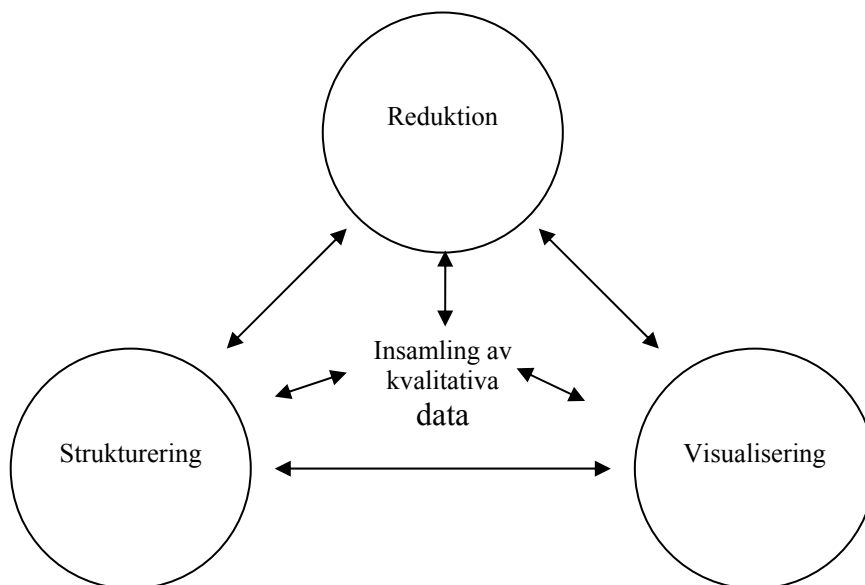 Reduktion
Insamling av
kvalitativa
data
Strukturering
Visualisering